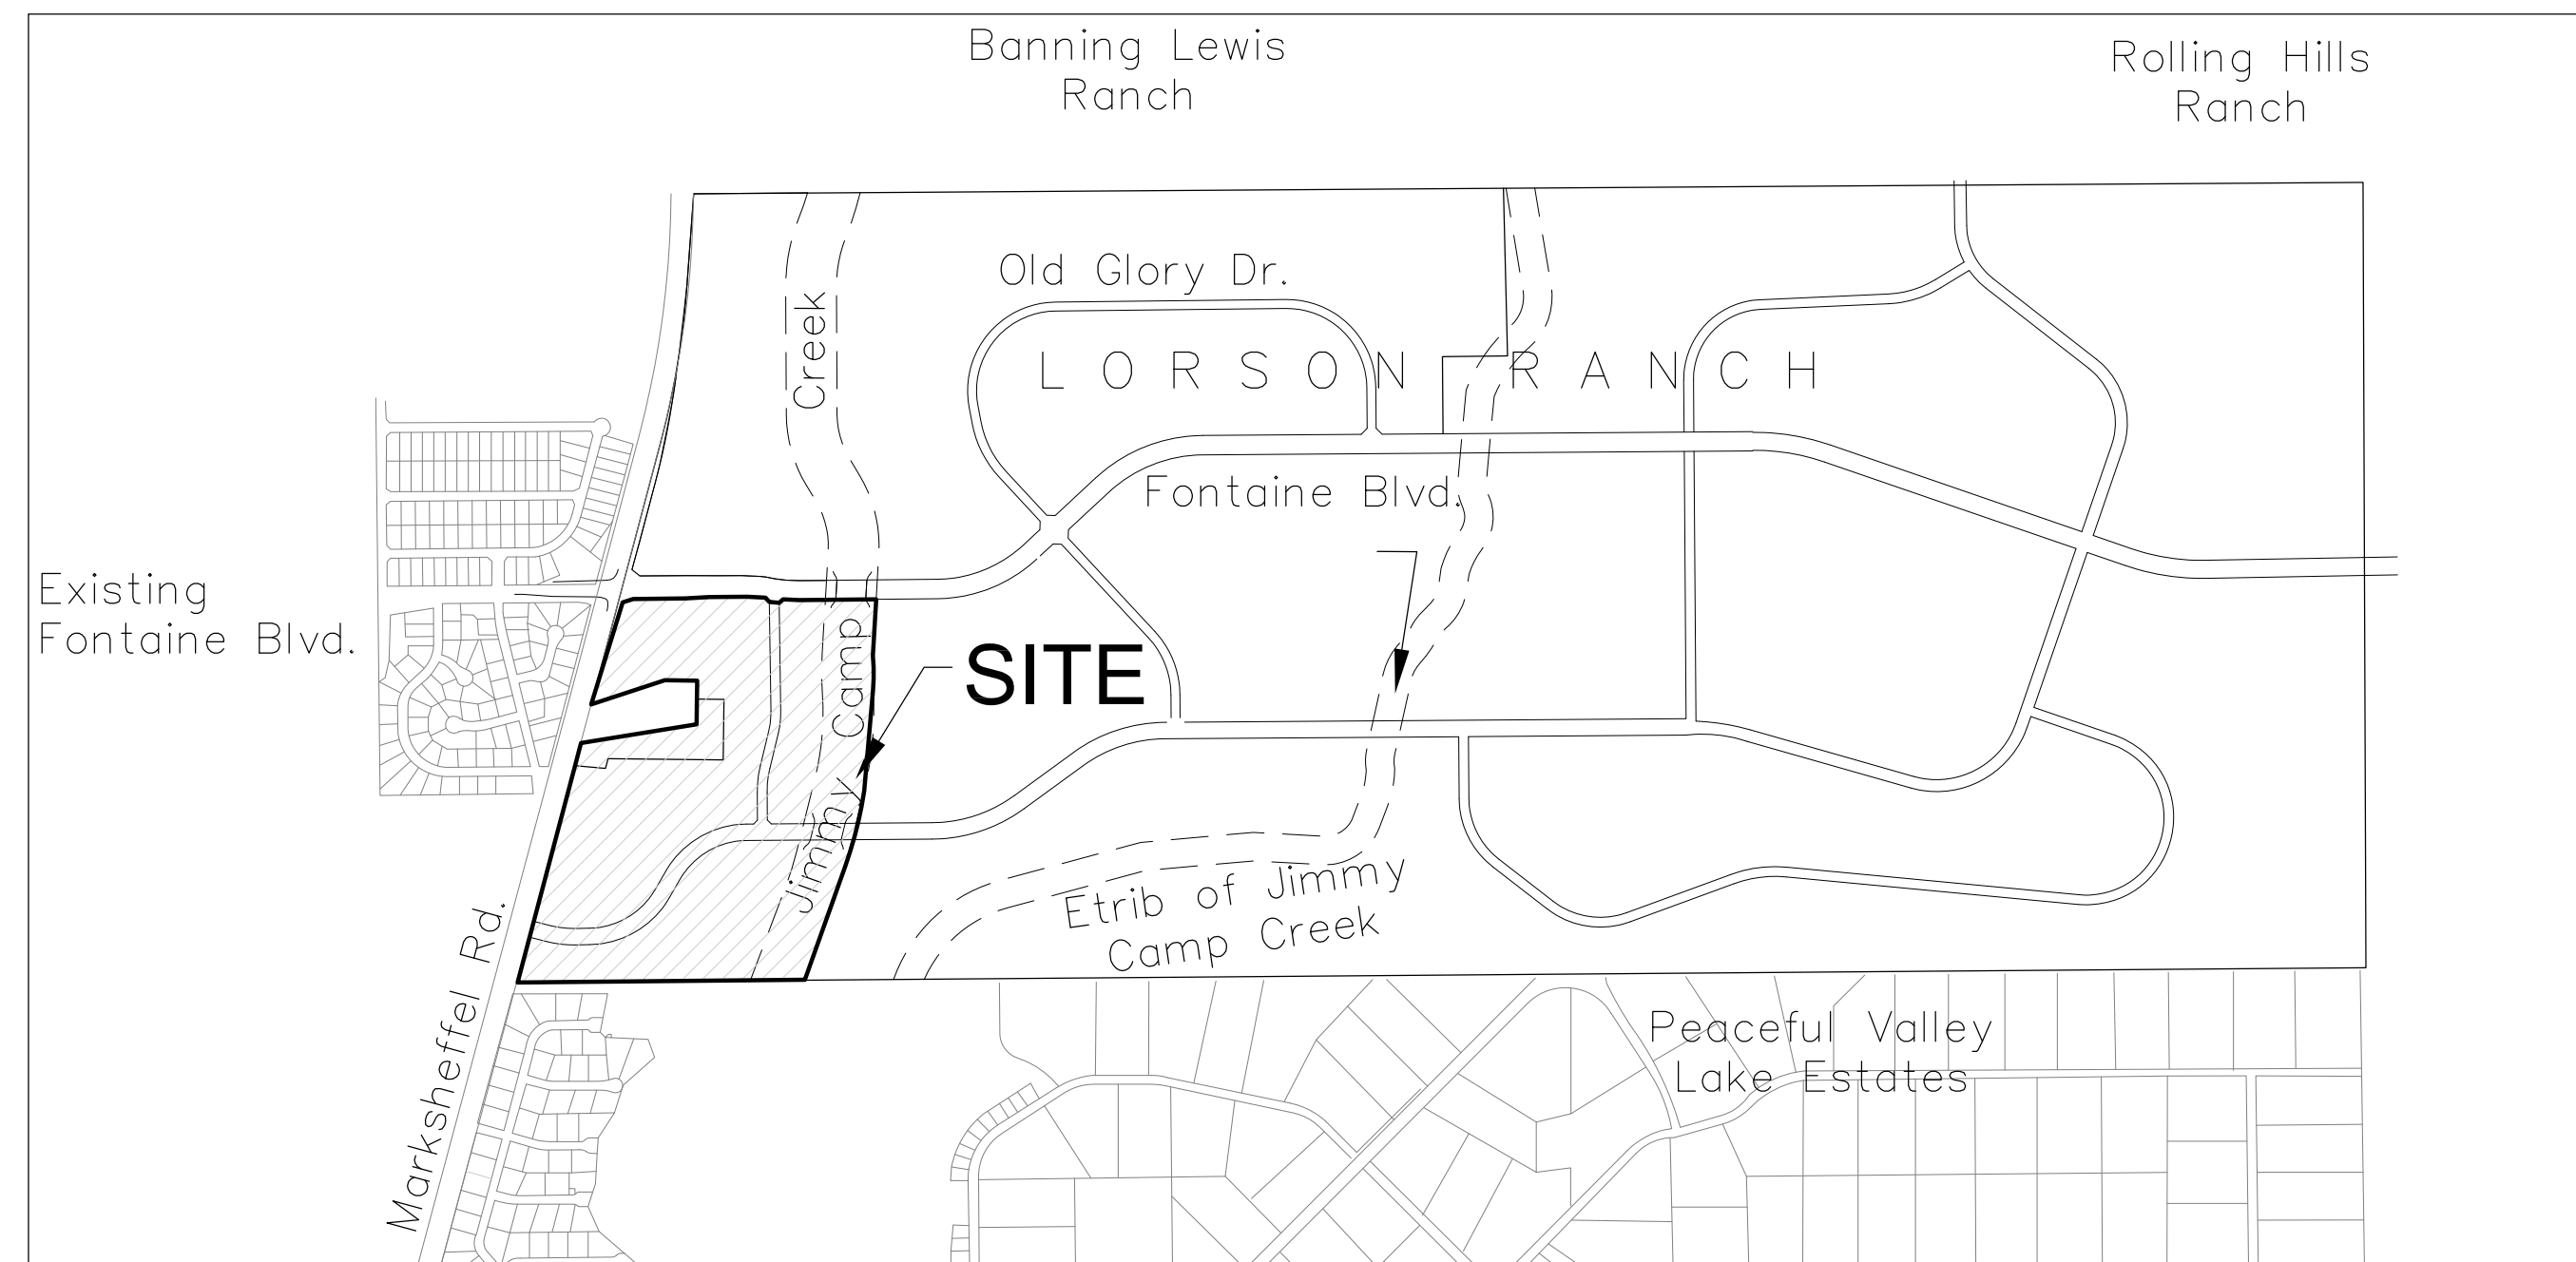 Banning Lewis
Ranch
Rolling Hills
Ranch
Old Glory Dr.
Creek
LORSON RANCH
Fontaine Blvd.
Existing
Fontaine Blvd.
SITE
Jimmy Camp
Etrib of Jimmy
Camp Creek
Marksheffel Rd.
Peaceful Valley
Lake Estates